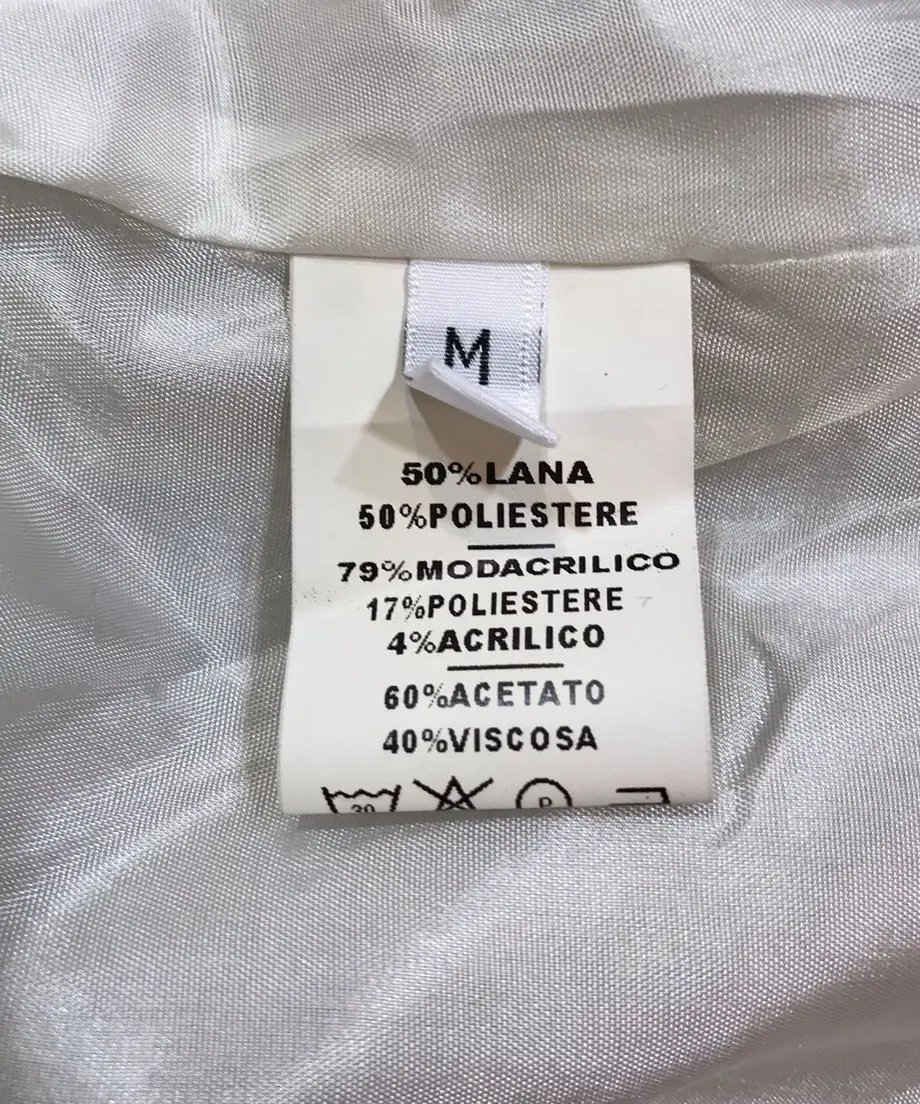 M
50%LANA
50%POLIESTERE
79%MODACRILICO
17%POLIESTERE
4%ACRILICO
60%ACETATO
40%VISCOSA
30
P